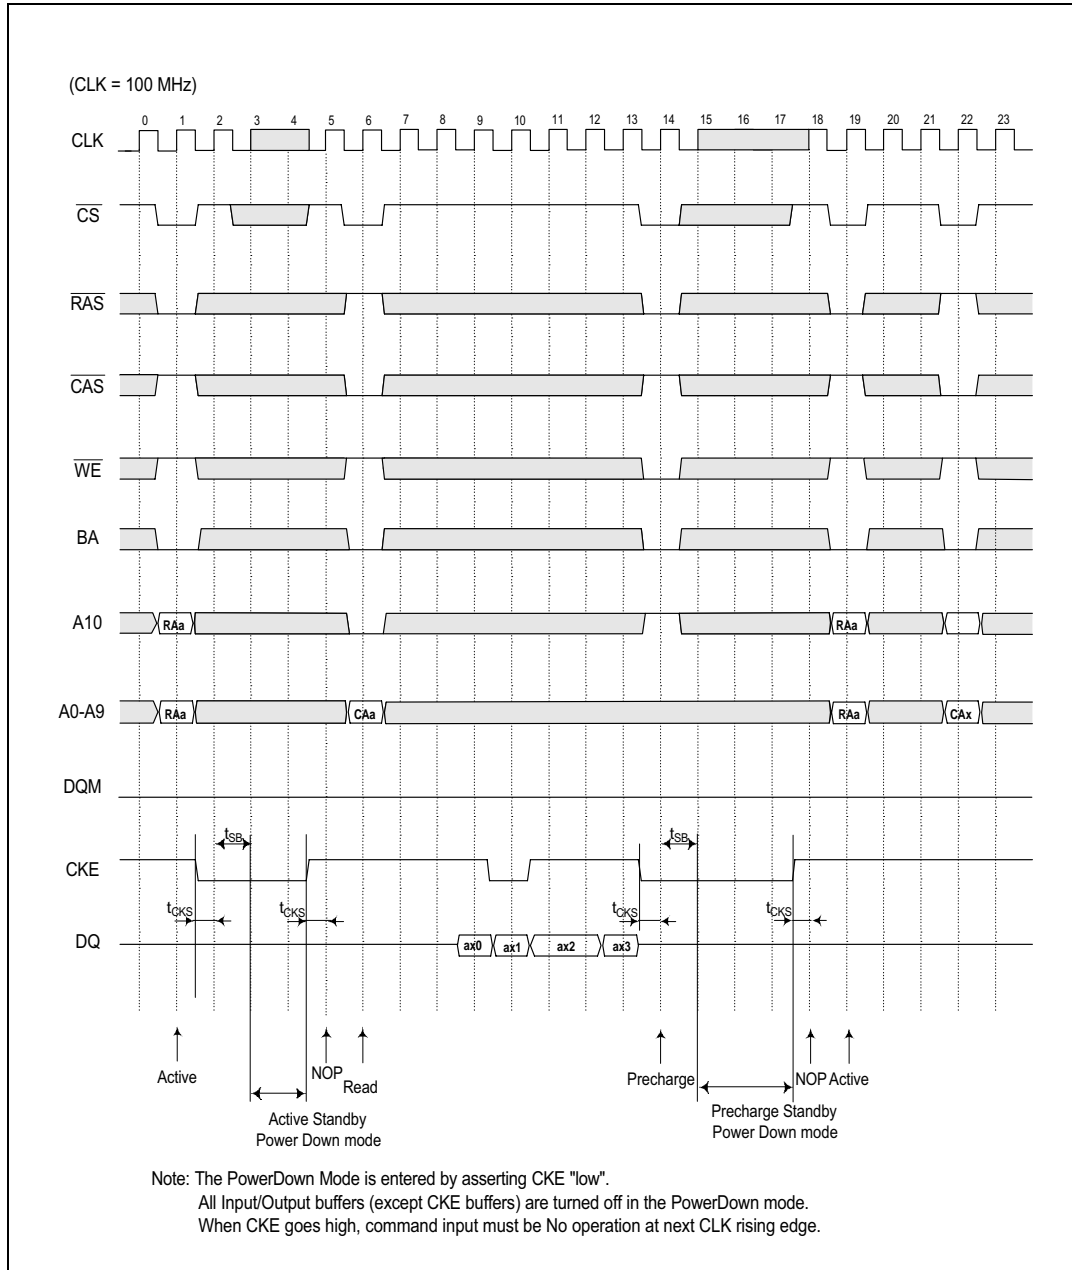 (CLK = 100 MHz)
0 1 2 3 4 5 6 7 8 9 10 11 12 13 14 15 16 17 18 19 20 21 22 23
CLK
CS
RAS
CAS
WE
BA
A10 RAa RAa
A0-A9 RAa CAa RAa CAx
DQM
tSB tSB
CKE
tCKS tCKS tCKS tCKS
DQ ax0 ax1 ax2 ax3
Active NOP Read Precharge NOP Active
Active Standby
Power Down mode
Precharge Standby
Power Down mode
Note: The PowerDown Mode is entered by asserting CKE "low".
All Input/Output buffers (except CKE buffers) are turned off in the PowerDown mode.
When CKE goes high, command input must be No operation at next CLK rising edge.